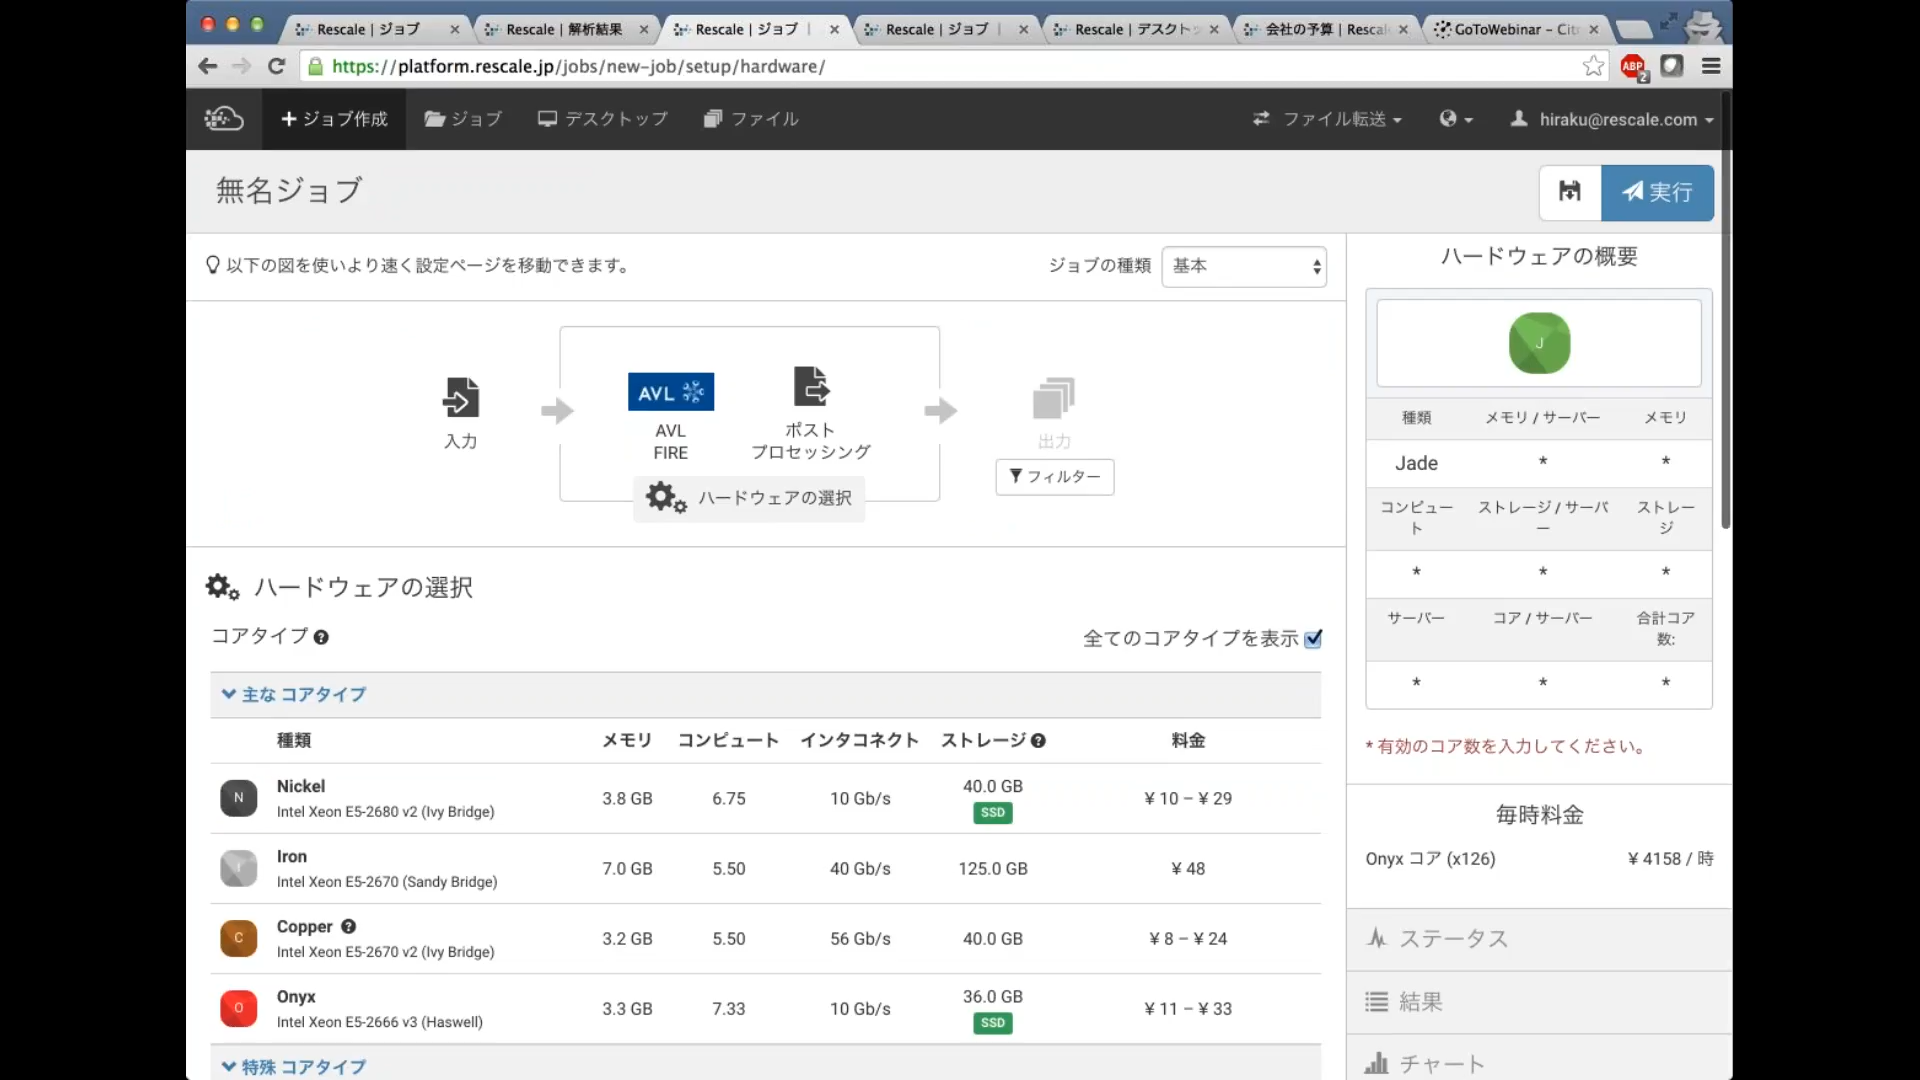 Rescale | ジョブ
Rescale | 解析結果
Rescale | ジョブ |
Rescale | ジョブ |
Rescale | デスクト
会社の予算 | Rescal
GoToWebinar – Cit
https://platform.rescale.jp/jobs/new-job/setup/hardware/
ABP
2
+ ジョブ作成
ジョブ
デスクトップ
ファイル
ファイル転送
hiraku@rescale.com
無名ジョブ
実行
以下の図を使いより速く設定ページを移動できます。
ジョブの種類
基本
入力
AVL
AVL
FIRE
ポスト
プロセッシング
出力
フィルター
ハードウェアの選択
ハードウェアの選択
コアタイプ ?
全てのコアタイプを表示
主な コアタイプ
種類 メモリ コンピュート インタコネクト ストレージ ? 料金
N
Nickel
Intel Xeon E5-2680 v2 (Ivy Bridge)
3.8 GB 6.75 10 Gb/s 40.0 GB ¥ 10 – ¥ 29
SSD
I
Iron
Intel Xeon E5-2670 (Sandy Bridge)
7.0 GB 5.50 40 Gb/s 125.0 GB ¥ 48
C
Copper ?
Intel Xeon E5-2670 v2 (Ivy Bridge)
3.2 GB 5.50 56 Gb/s 40.0 GB ¥ 8 – ¥ 24
O
Onyx
Intel Xeon E5-2666 v3 (Haswell)
3.3 GB 7.33 10 Gb/s 36.0 GB ¥ 11 – ¥ 33
SSD
特殊 コアタイプ
ハードウェアの概要
J
種類 メモリ / サーバー メモリ
Jade * *
コンピュー
ト
ストレージ / サーバ
ー
ストレー
ジ
* * *
サーバー コア / サーバー 合計コア
数:
* * *
* 有効のコア数を入力してください。
毎時料金
Onyx コア (x126) ¥ 4158 / 時
ステータス
結果
チャート